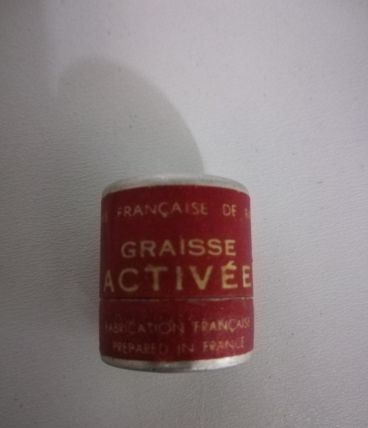 FRANÇAISE DE
GRAISSE
ACTIVÉE
FABRICATION FRANÇAISE
PREPARED IN FRANCE